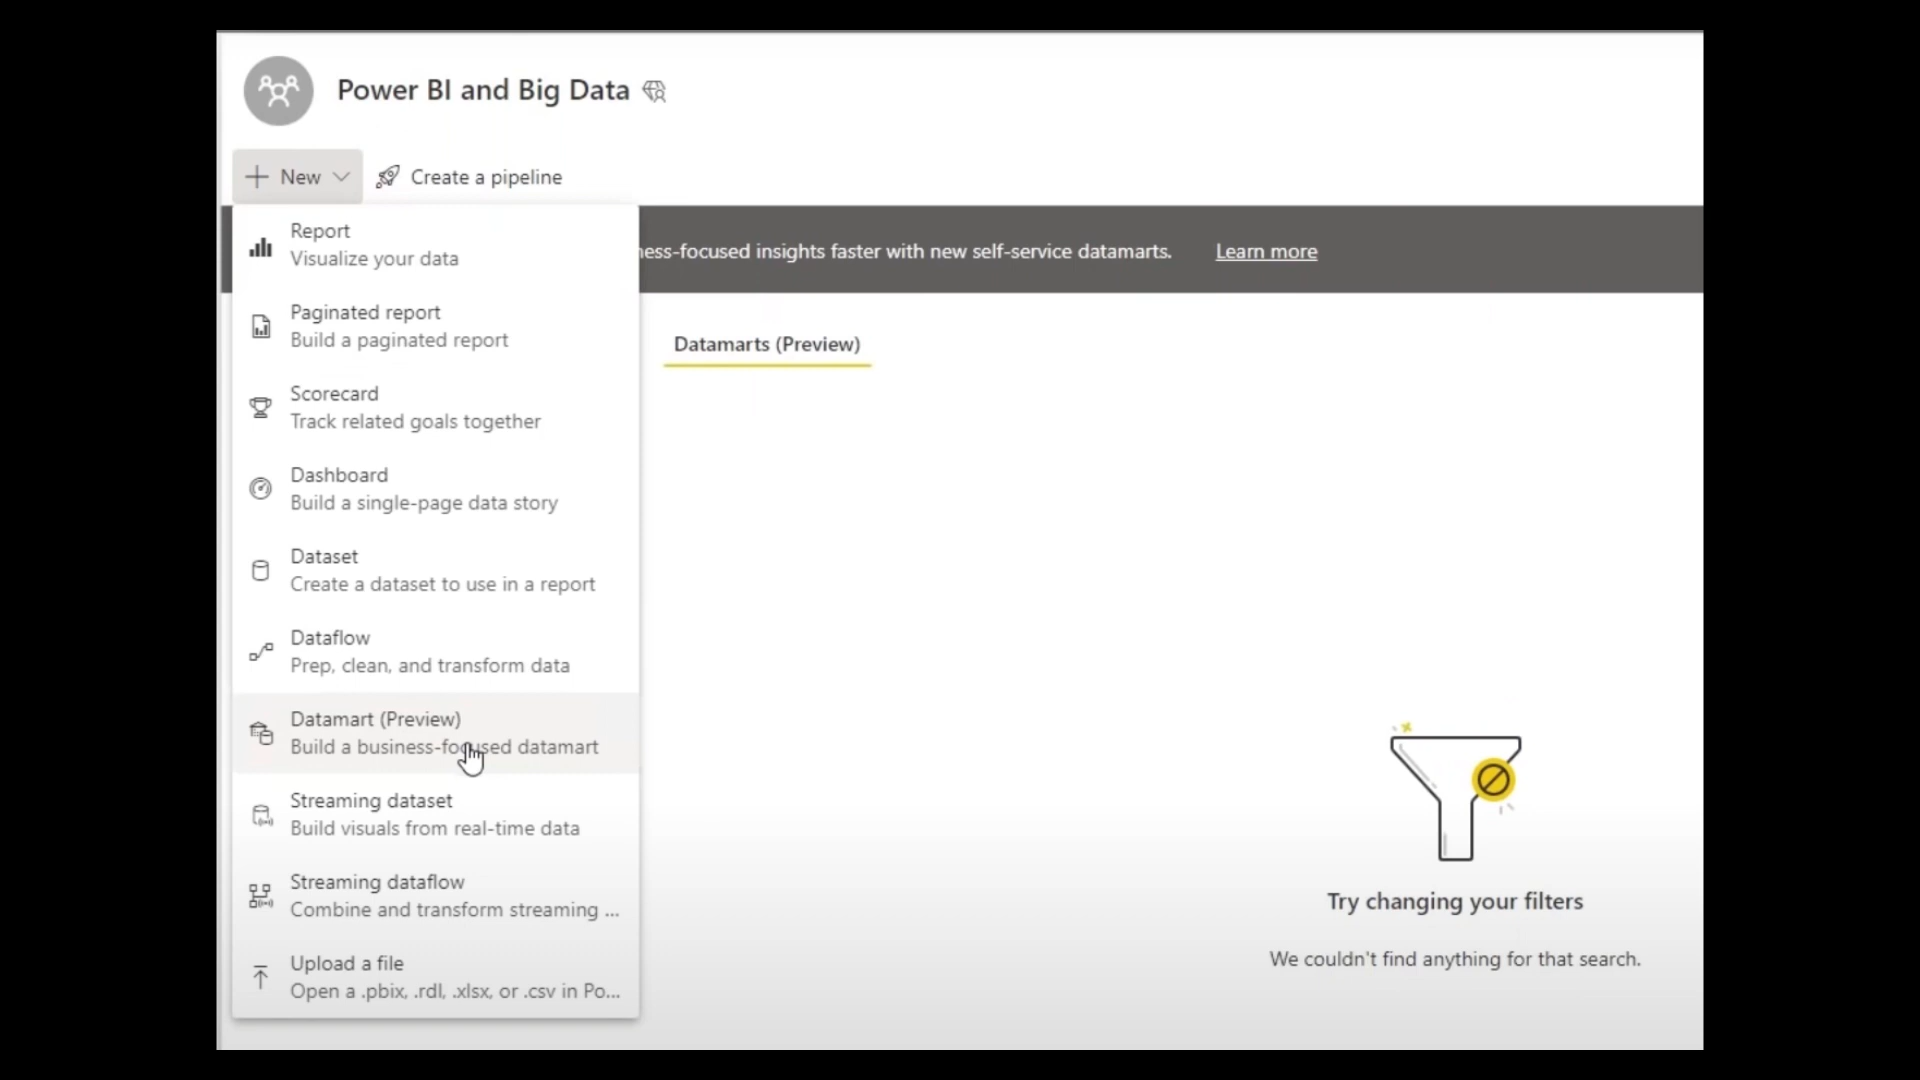 Power BI and Big Data
New
Create a pipeline
Report
Visualize your data
Paginated report
Build a paginated report
Scorecard
Track related goals together
Dashboard
Build a single-page data story
Dataset
Create a dataset to use in a report
Dataflow
Prep, clean, and transform data
Datamart (Preview)
Build a business-focused datamart
Streaming dataset
Build visuals from real-time data
Streaming dataflow
Combine and transform streaming ...
Upload a file
Open a .pbix, .rdl, .xlsx, or .csv in Po...
ness-focused insights faster with new self-service datamarts. Learn more
Datamarts (Preview)
Try changing your filters
We couldn't find anything for that search.